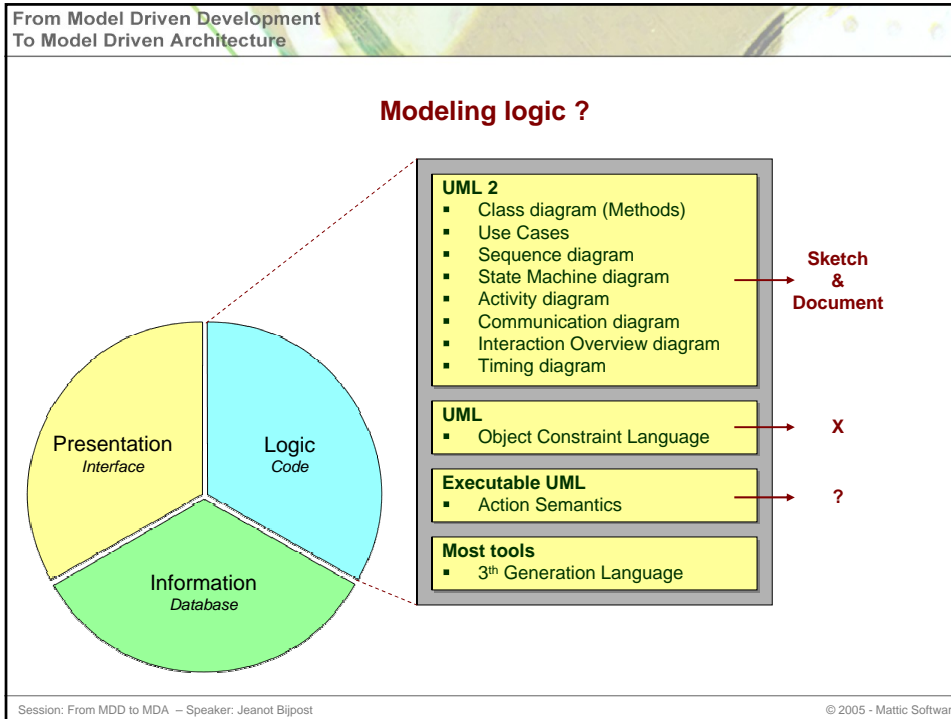 From Model Driven Development
To Model Driven Architecture
Modeling logic ?
UML 2
▪ Class diagram (Methods)
▪ Use Cases
▪ Sequence diagram
▪ State Machine diagram
▪ Activity diagram
▪ Communication diagram
▪ Interaction Overview diagram
▪ Timing diagram
Sketch
&
Document
UML
▪ Object Constraint Language
X
Executable UML
▪ Action Semantics
?
Most tools
▪ 3th Generation Language
Presentation
Interface
Logic
Code
Information
Database
Session: From MDD to MDA – Speaker: Jeanot Bijpost
© 2005 - Mattic Softwar